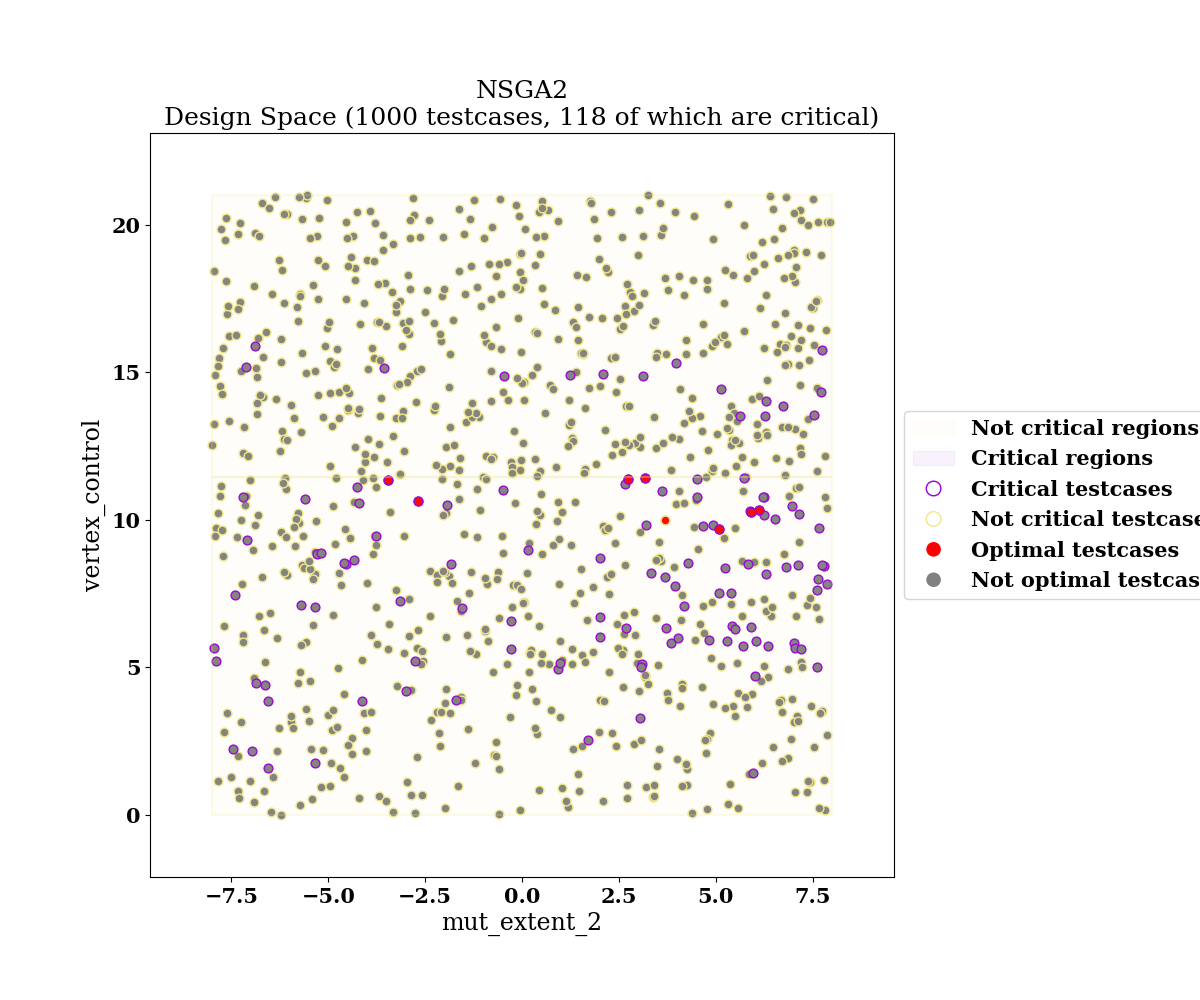 NSGA2
Design Space (1000 testcases, 118 of which are critical)
20
15
10
5
0
vertex_control
−7.5
−5.0
−2.5
0.0
2.5
5.0
7.5
mut_extent_2
Not critical regions
Critical regions
Critical testcases
Not critical testcase
Optimal testcases
Not optimal testcas